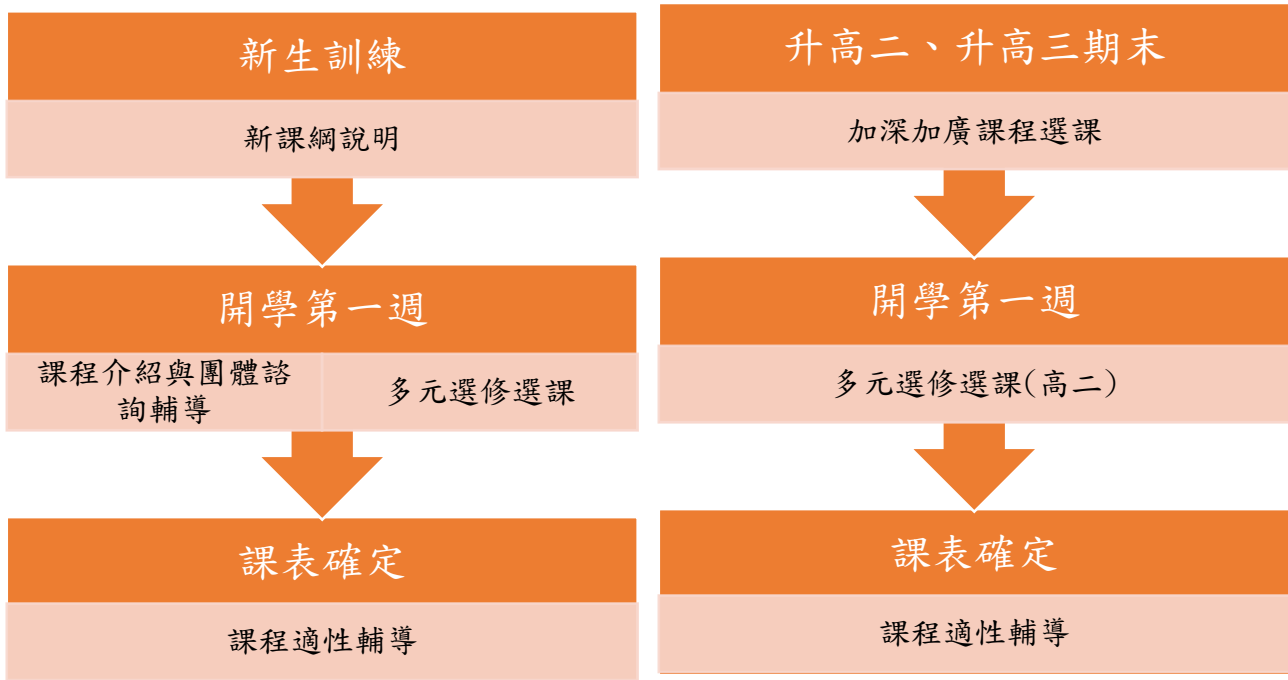 新生訓練
新課綱說明
開學第一週
課程介紹與團體諮
詢輔導
多元選修選課
課表確定
課程適性輔導
升高二、升高三期末
加深加廣課程選課
開學第一週
多元選修選課(高二)
課表確定
課程適性輔導